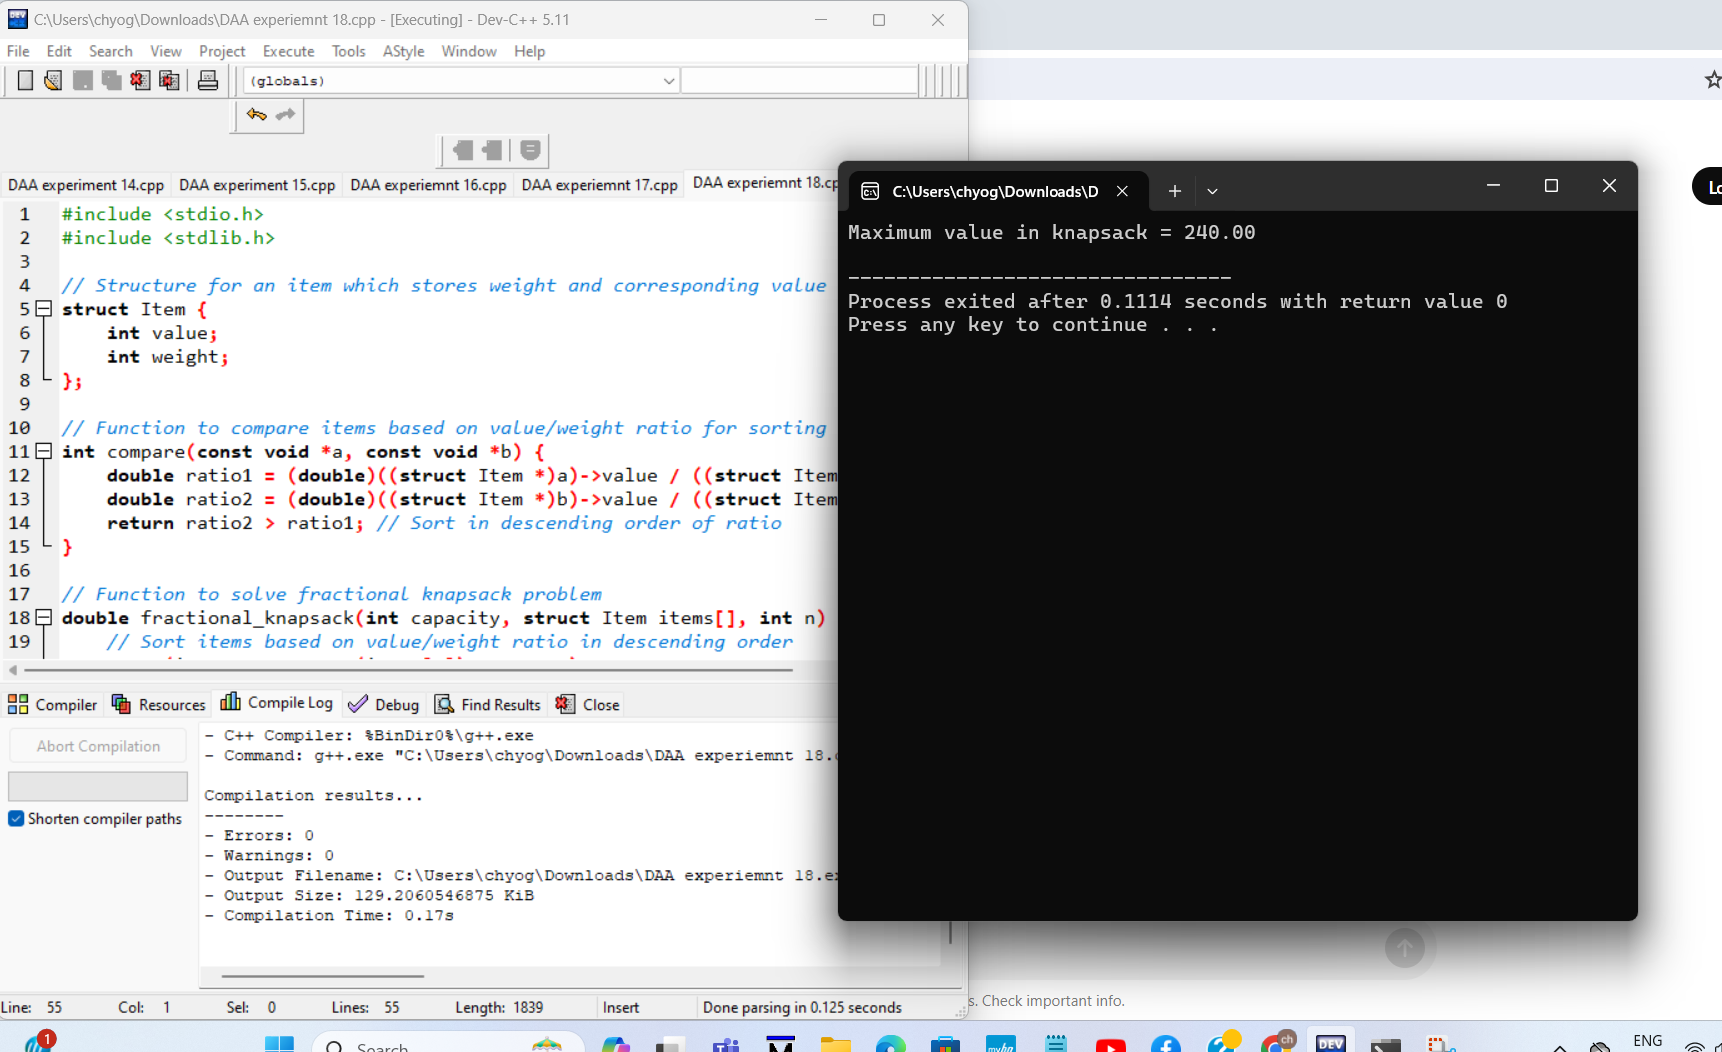 C:\Users\chyog\Downloads\DAA experiemnt 18.cpp - [Executing] - Dev-C++ 5.11
File Edit Search View Project Execute Tools AStyle Window Help
(globals)
DAA experiment 14.cpp DAA experiment 15.cpp DAA experiemnt 16.cpp DAA experiemnt 17.cpp DAA experiemnt 18.cp
1 #include <stdio.h>
2 #include <stdlib.h>
3
4 // Structure for an item which stores weight and corresponding value
5 struct Item {
6 int value;
7 int weight;
8 };
9
10 // Function to compare items based on value/weight ratio for sorting
11 int compare(const void *a, const void *b) {
12 double ratio1 = (double)((struct Item *)a)->value / ((struct Item
13 double ratio2 = (double)((struct Item *)b)->value / ((struct Item
14 return ratio2 > ratio1; // Sort in descending order of ratio
15 }
16
17 // Function to solve fractional knapsack problem
18 double fractional_knapsack(int capacity, struct Item items[], int n)
19 // Sort items based on value/weight ratio in descending order
Compiler Resources Compile Log Debug Find Results Close
Abort Compilation
Shorten compiler paths
- C++ Compiler: %BinDir0%\g++.exe
- Command: g++.exe "C:\Users\chyog\Downloads\DAA experiemnt 18.
Compilation results...
--------
- Errors: 0
- Warnings: 0
- Output Filename: C:\Users\chyog\Downloads\DAA experiemnt 18.e
- Output Size: 129.2060546875 KiB
- Compilation Time: 0.17s
Line: 55 Col: 1 Sel: 0 Lines: 55 Length: 1839 Insert Done parsing in 0.125 seconds
C:\Users\chyog\Downloads\D
Maximum value in knapsack = 240.00
--------------------------------
Process exited after 0.1114 seconds with return value 0
Press any key to continue . . .
Lo
s. Check important info.
1
Search
DEV
ch
ENG